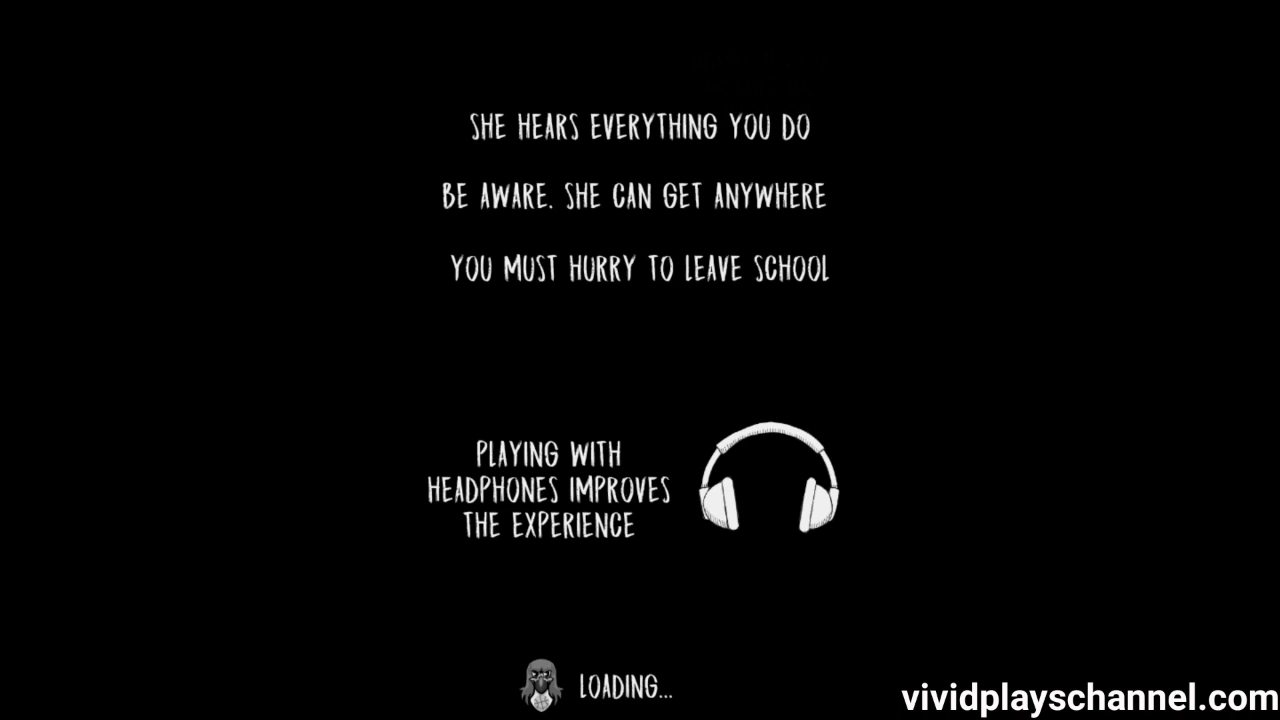 SHE HEARS EVERYTHING YOU DO
BE AWARE. SHE CAN GET ANYWHERE
YOU MUST HURRY TO LEAVE SCHOOL
PLAYING WITH
HEADPHONES IMPROVES
THE EXPERIENCE
LOADING...
vividplayschannel.com